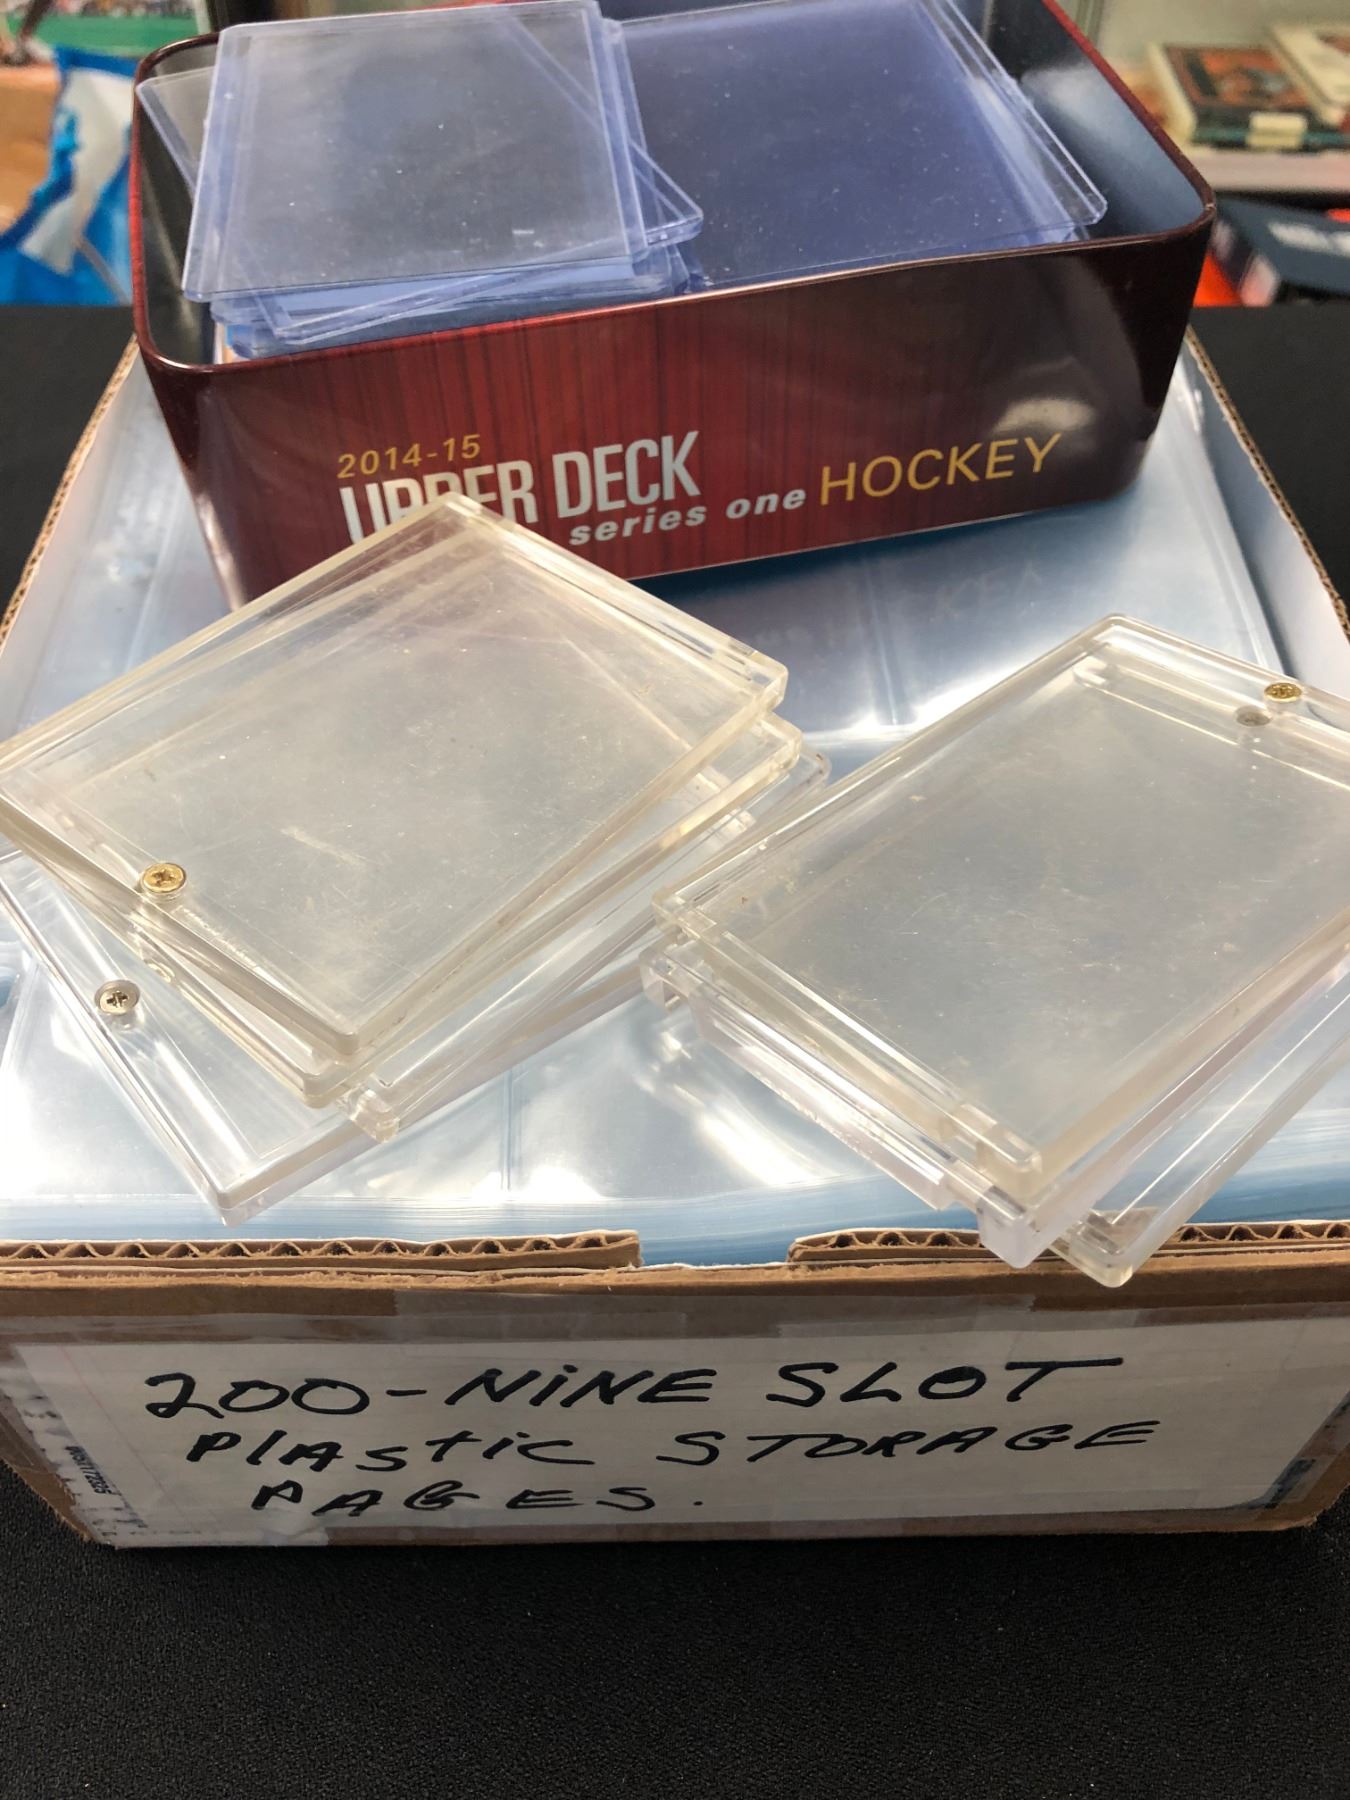 2014-15
UPPER DECK
series one HOCKEY
200-NiNE SLOT
PlAstic STORAGE
PAGES.